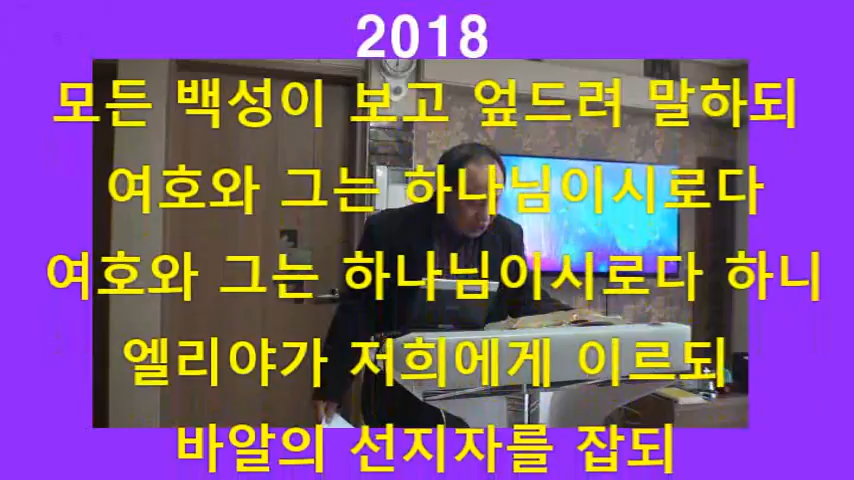 2018
모든 백성이 보고 엎드려 말하되
여호와 그는 하나님이시로다
여호와 그는 하나님이시로다 하니
엘리야가 저희에게 이르되
바알의 선지자를 잡되